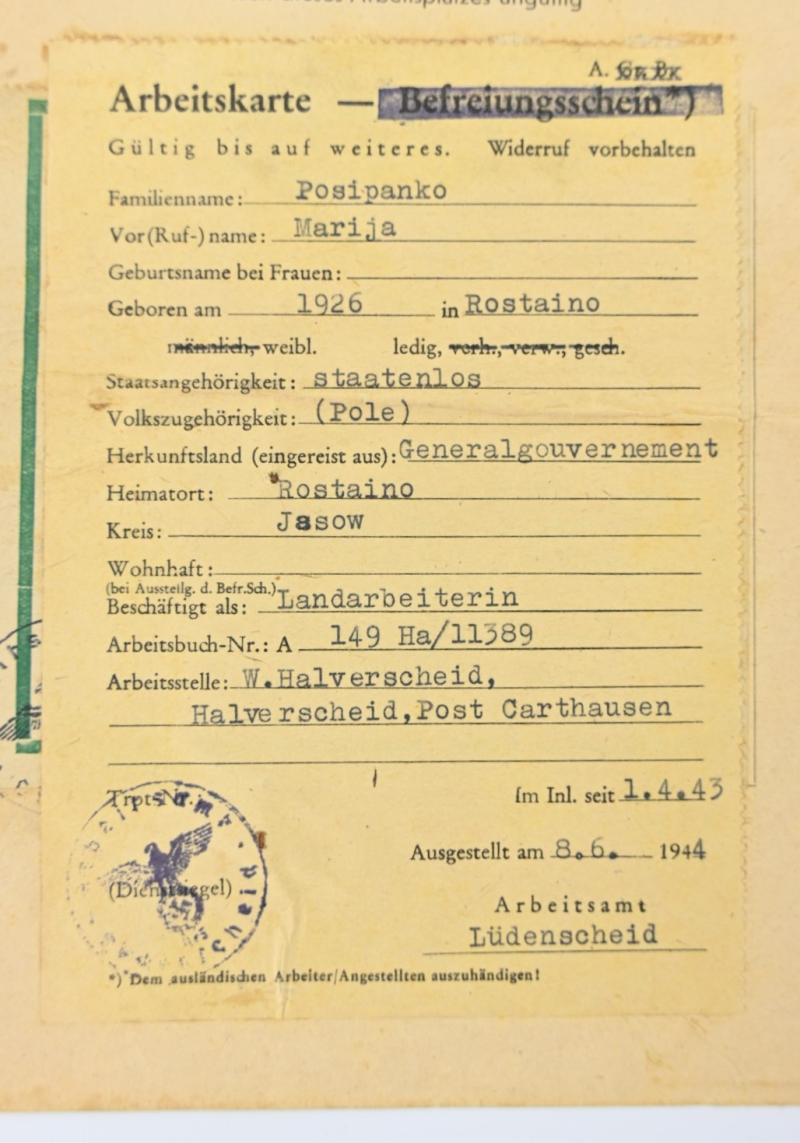 A.
Arbeitskarte — Befreiungsschein*)
Gültig bis auf weiteres. Widerruf vorbehalten
Familienname: Posipanko
Vor(Ruf-)name: Marija
Geburtsname bei Frauen:
Geboren am 1926 in Rostaino
männlich, weibl. ledig, verh., verw., gesch.
Staatsangehörigkeit: staatenlos
Volkszugehörigkeit: (Pole)
Herkunftsland (eingereist aus): Generalgouvernement
Heimatort: Rostaino
Kreis: Jasow
Wohnhaft:
(bei Ausstellg. d. Befr.Sch.)
Beschäftigt als: Landarbeiterin
Arbeitsbuch-Nr.: A 149 Ha/11389
Arbeitsstelle: W.Halverscheid,
Halverscheid,Post Carthausen
Trpt-Nr. Im Inl. seit 1.4.43
Ausgestellt am 8.6. 1944
(Dienstsiegel)
Arbeitsamt
Lüdenscheid
*) Dem ausländischen Arbeiter/Angestellten auszuhändigen!